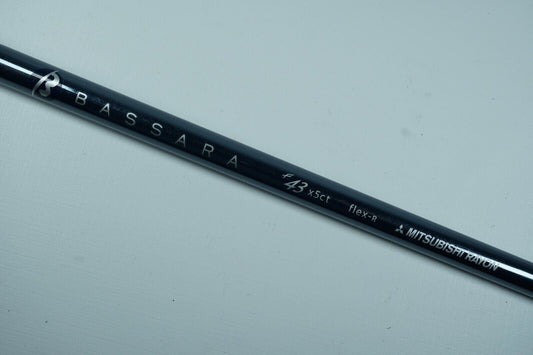 B BASSARA f43 x5ct flex-R MITSUBISHI RAYON